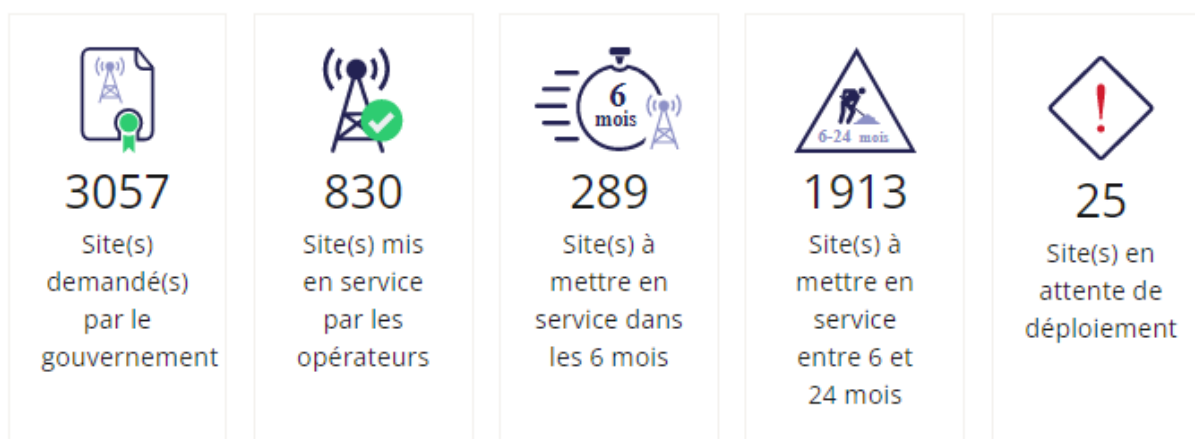 3057
Site(s)
demandé(s)
par le
gouvernement
830
Site(s) mis
en service
par les
opérateurs
6
mois
289
Site(s) à
mettre en
service dans
les 6 mois
6-24 mois
1913
Site(s) à
mettre en
service
entre 6 et
24 mois
!
25
Site(s) en
attente de
déploiement